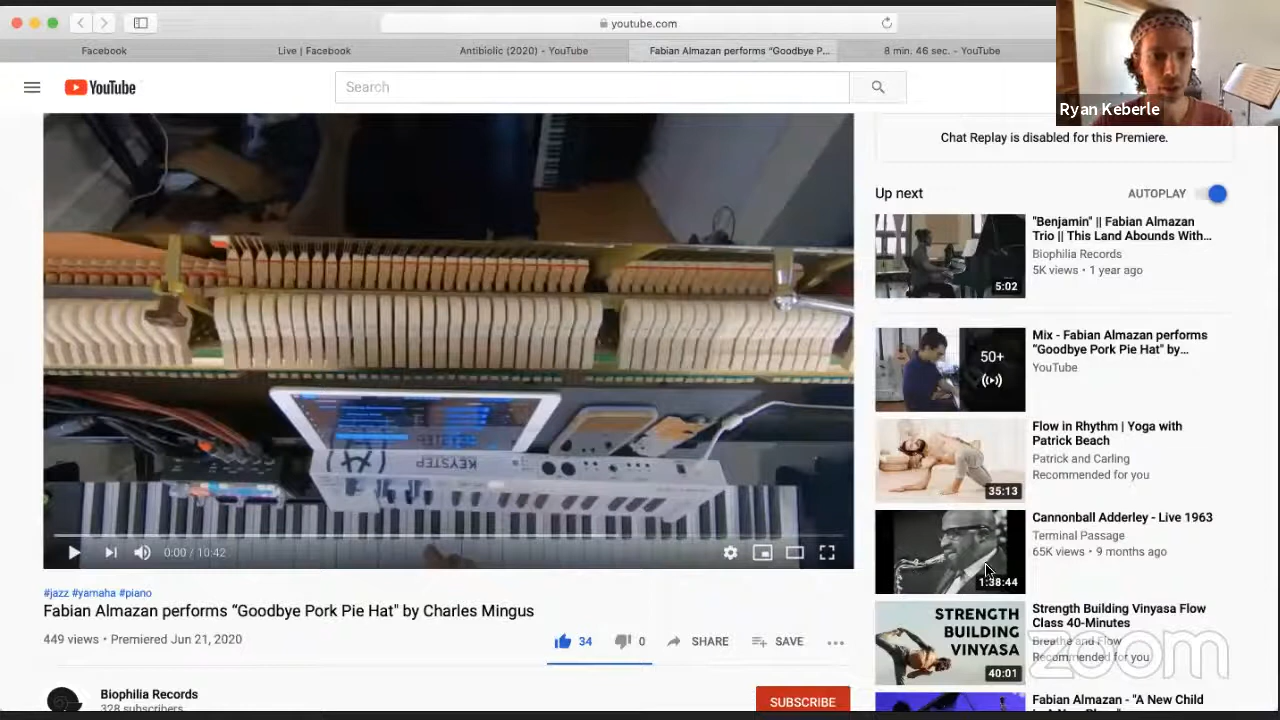 youtube.com
Facebook
Live | Facebook
Antibiolic (2020) - YouTube
Fabian Almazan performs “Goodbye P...
8 min. 46 sec. - YouTube
Ryan Keberle
YouTube
Search
Chat Replay is disabled for this Premiere.
Up next
AUTOPLAY
"Benjamin" || Fabian Almazan
Trio || This Land Abounds With...
Biophilia Records
5K views • 1 year ago
5:02
Mix - Fabian Almazan performs
“Goodbye Pork Pie Hat" by...
YouTube
50+
Flow in Rhythm | Yoga with
Patrick Beach
Patrick and Carling
Recommended for you
35:13
Cannonball Adderley - Live 1963
Terminal Passage
65K views • 9 months ago
1:38:44
Strength Building Vinyasa Flow
Class 40-Minutes
Breathe and Flow
Recommended for you
STRENGTH
BUILDING
VINYASA
40:01
zoom
Fabian Almazan - "A New Child
KEYSTEP
0:00 / 10:42
#jazz #yamaha #piano
Fabian Almazan performs “Goodbye Pork Pie Hat" by Charles Mingus
449 views • Premiered Jun 21, 2020
34
0
SHARE
SAVE
Biophilia Records
328 subscribers
SUBSCRIBE